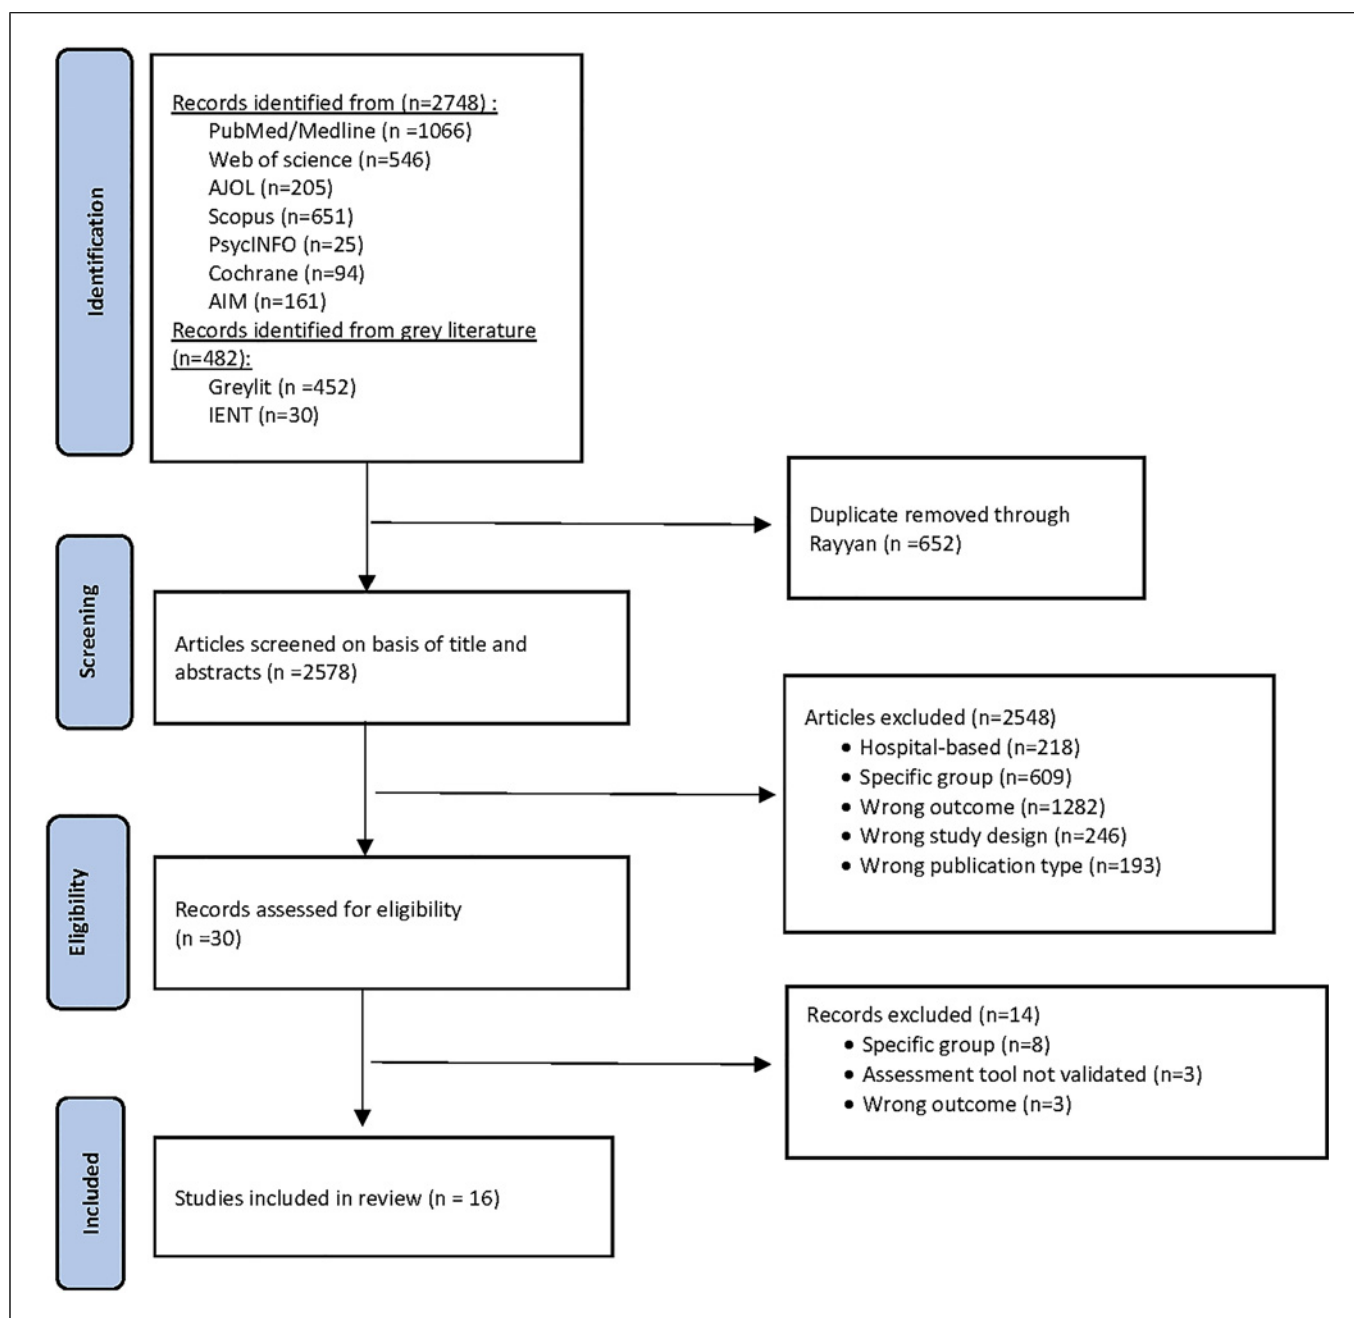 Identification
Records identified from (n=2748) :
PubMed/Medline (n =1066)
Web of science (n=546)
AJOL (n=205)
Scopus (n=651)
PsycINFO (n=25)
Cochrane (n=94)
AIM (n=161)
Records identified from grey literature
(n=482):
Greylit (n =452)
IENT (n=30)
Duplicate removed through
Rayyan (n =652)
Screening
Articles screened on basis of title and
abstracts (n =2578)
Articles excluded (n=2548)
• Hospital-based (n=218)
• Specific group (n=609)
• Wrong outcome (n=1282)
• Wrong study design (n=246)
• Wrong publication type (n=193)
Eligibility
Records assessed for eligibility
(n =30)
Records excluded (n=14)
• Specific group (n=8)
• Assessment tool not validated (n=3)
• Wrong outcome (n=3)
Included
Studies included in review (n = 16)